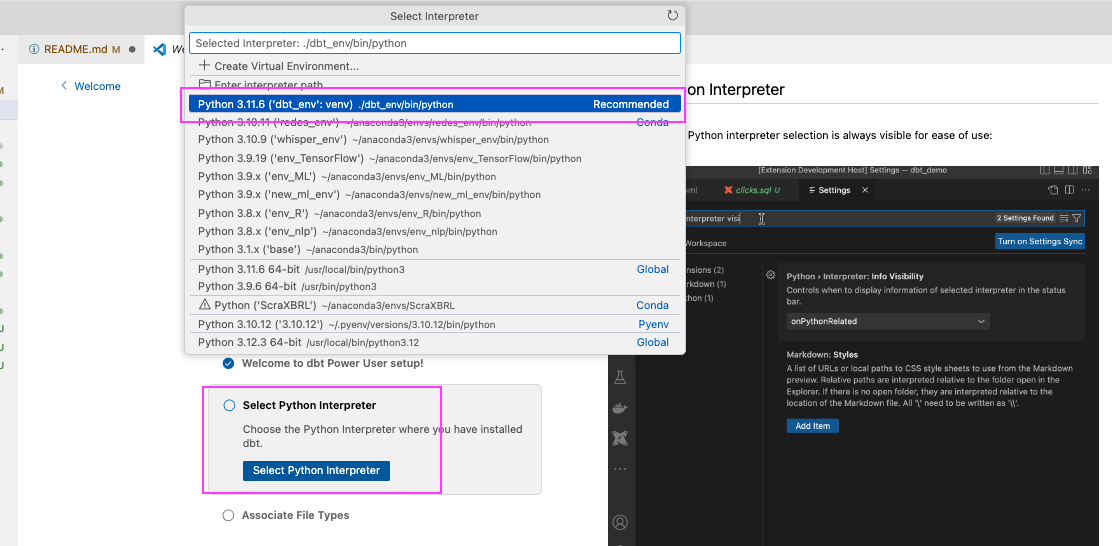 Select Interpreter
README.md M
We
Selected Interpreter: ./dbt_env/bin/python
Create Virtual Environment...
Enter interpreter path
Python 3.11.6 ('dbt_env': venv) ./dbt_env/bin/python Recommended
Python 3.10.11 ('redes_env') ~/anaconda3/envs/redes_env/bin/python Conda
Python 3.10.9 ('whisper_env') ~/anaconda3/envs/whisper_env/bin/python
Python 3.9.19 ('env_TensorFlow') ~/anaconda3/envs/env_TensorFlow/bin/python
Python 3.9.x ('env_ML') ~/anaconda3/envs/env_ML/bin/python
Python 3.9.x ('new_ml_env') ~/anaconda3/envs/new_ml_env/bin/python
Python 3.8.x ('env_R') ~/anaconda3/envs/env_R/bin/python
Python 3.8.x ('env_nlp') ~/anaconda3/envs/env_nlp/bin/python
Python 3.1.x ('base') ~/anaconda3/bin/python
Python 3.11.6 64-bit /usr/local/bin/python3 Global
Python 3.9.6 64-bit /usr/bin/python3
Python ('ScraXBRL') ~/anaconda3/envs/ScraXBRL Conda
Python 3.10.12 ('3.10.12') ~/.pyenv/versions/3.10.12/bin/python Pyenv
Python 3.12.3 64-bit /usr/local/bin/python3.12 Global
Welcome
M
U
U
U
Welcome to dbt Power User setup!
Select Python Interpreter
Choose the Python Interpreter where you have installed
dbt.
Select Python Interpreter
Associate File Types
on Interpreter
Python interpreter selection is always visible for ease of use:
[Extension Development Host] Settings — dbt_demo
yml
clicks.sqf U
Settings
nterpreter visi
2 Settings Found
Workspace
Turn on Settings Sync
nsions (2)
rkdown (1)
hon (1)
Python › Interpreter: Info Visibility
Controls when to display information of selected interpreter in the status
bar.
onPythonRelated
Markdown: Styles
A list of URLs or local paths to CSS style sheets to use from the Markdown
preview. Relative paths are interpreted relative to the folder open in the
Explorer. If there is no open folder, they are interpreted relative to the
location of the Markdown file. All '\' need to be written as '\\'.
Add Item